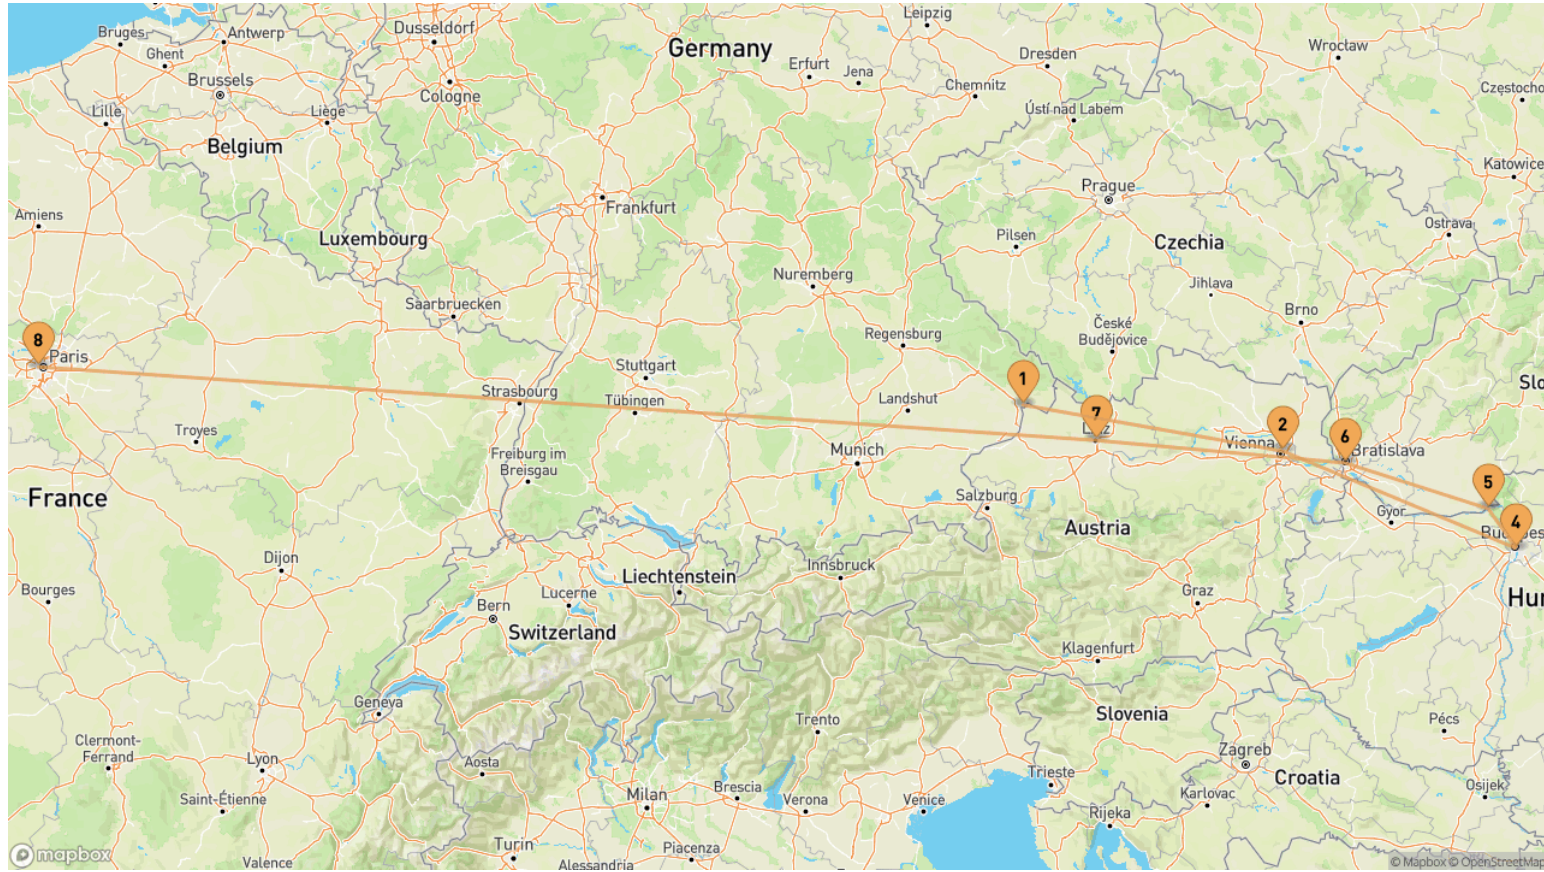 Bruges
Antwerp
Ghent
Brussels
Lille
Liège
Belgium
Dusseldorf
Cologne
Germany
Erfurt
Jena
Leipzig
Dresden
Chemnitz
Ústí nad Labem
Wrocław
Częstocho
Katowice
Amiens
Luxembourg
Frankfurt
Prague
Pilsen
Czechia
Ostrava
Nuremberg
Jihlava
Brno
Saarbruecken
Regensburg
České
Budějovice
8
Paris
Stuttgart
Strasbourg
Tübingen
Landshut
1
Slo
7
2
6
Troyes
Freiburg im
Breisgau
Munich
Vienna
Bratislava
France
Salzburg
Austria
Gyor
5
4
Dijon
Bourges
Liechtenstein
Innsbruck
Bern
Lucerne
Switzerland
Graz
Hun
Klagenfurt
Geneva
Trento
Slovenia
Pécs
Clermont-
Ferrand
Lyon
Aosta
Zagreb
Trieste
Croatia
Saint-Étienne
Milan
Brescia
Verona
Venice
Karlovac
Osijek
Rijeka
Turin
Piacenza
Valence
Alessandria
mapbox
© Mapbox © OpenStreetMap